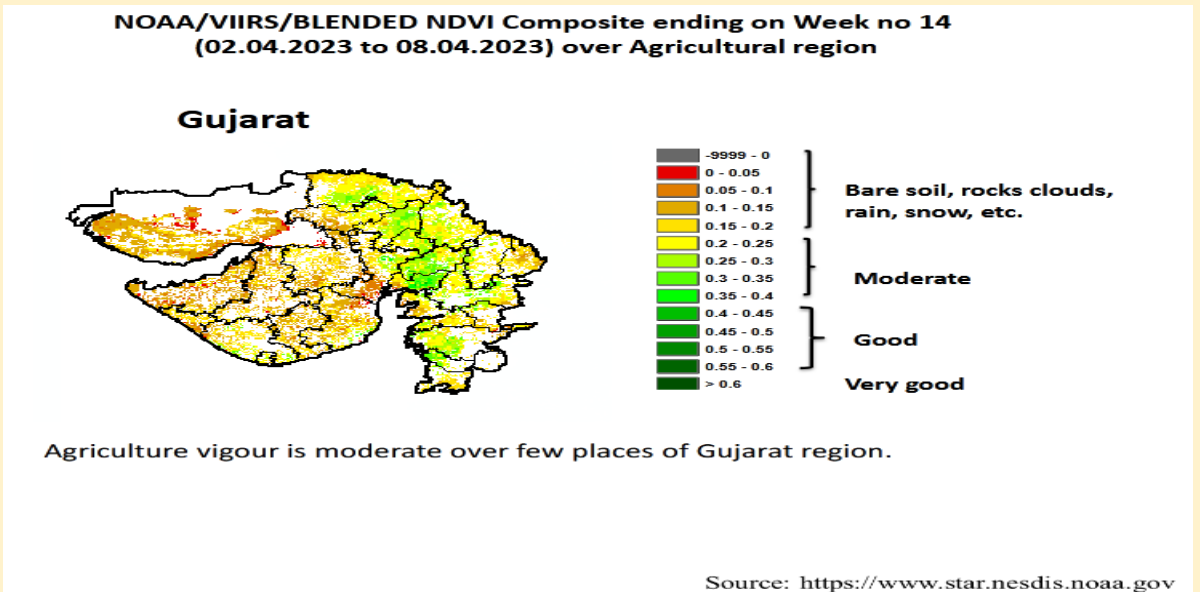 NOAA/VIIRS/BLENDED NDVI Composite ending on Week no 14
(02.04.2023 to 08.04.2023) over Agricultural region
Gujarat
-9999 - 0
0 - 0.05
0.05 - 0.1
0.1 - 0.15
0.15 - 0.2
0.2 - 0.25
0.25 - 0.3
0.3 - 0.35
0.35 - 0.4
0.4 - 0.45
0.45 - 0.5
0.5 - 0.55
0.55 - 0.6
> 0.6
Bare soil, rocks clouds,
rain, snow, etc.
Moderate
Good
Very good
Agriculture vigour is moderate over few places of Gujarat region.
Source: https://www.star.nesdis.noaa.gov